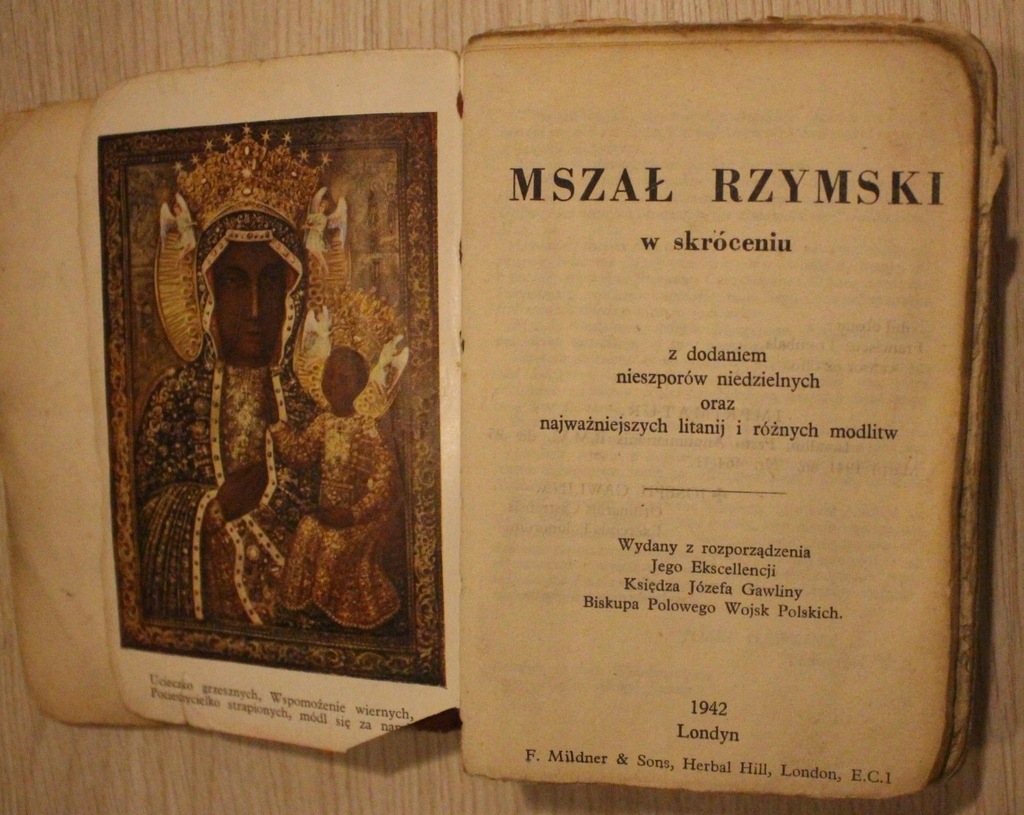 Ucieczko grzesznych, Wspomożenie wiernych,
Pocieszycielko strapionych, módl się za nami
MSZAŁ RZYMSKI
w skróceniu
z dodaniem
nieszporów niedzielnych
oraz
najważniejszych litanij i różnych modlitw
Wydany z rozporządzenia
Jego Ekscellencji
Księdza Józefa Gawliny
Biskupa Polowego Wojsk Polskich.
1942
Londyn
F. Mildner & Sons, Herbal Hill, London, E.C.1